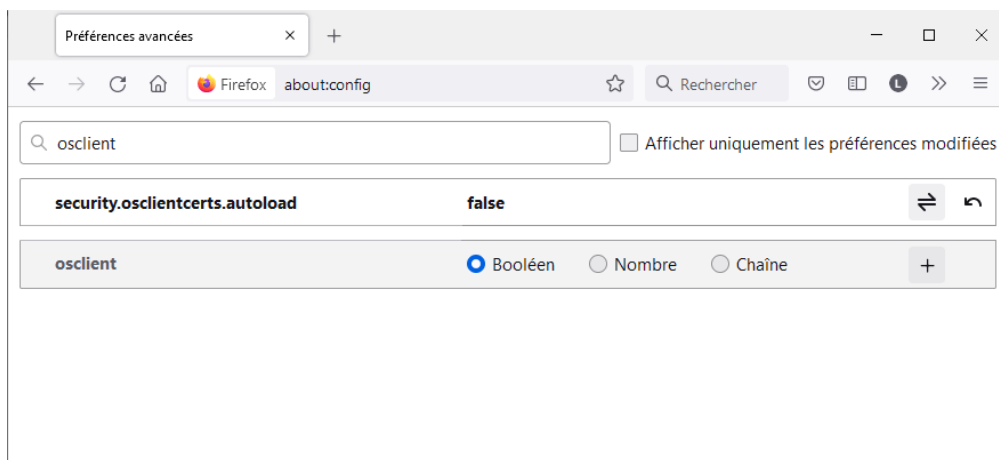 Préférences avancées
Firefox about:config Rechercher L
osclient Afficher uniquement les préférences modifiées
security.osclientcerts.autoload false
osclient Booléen Nombre Chaîne